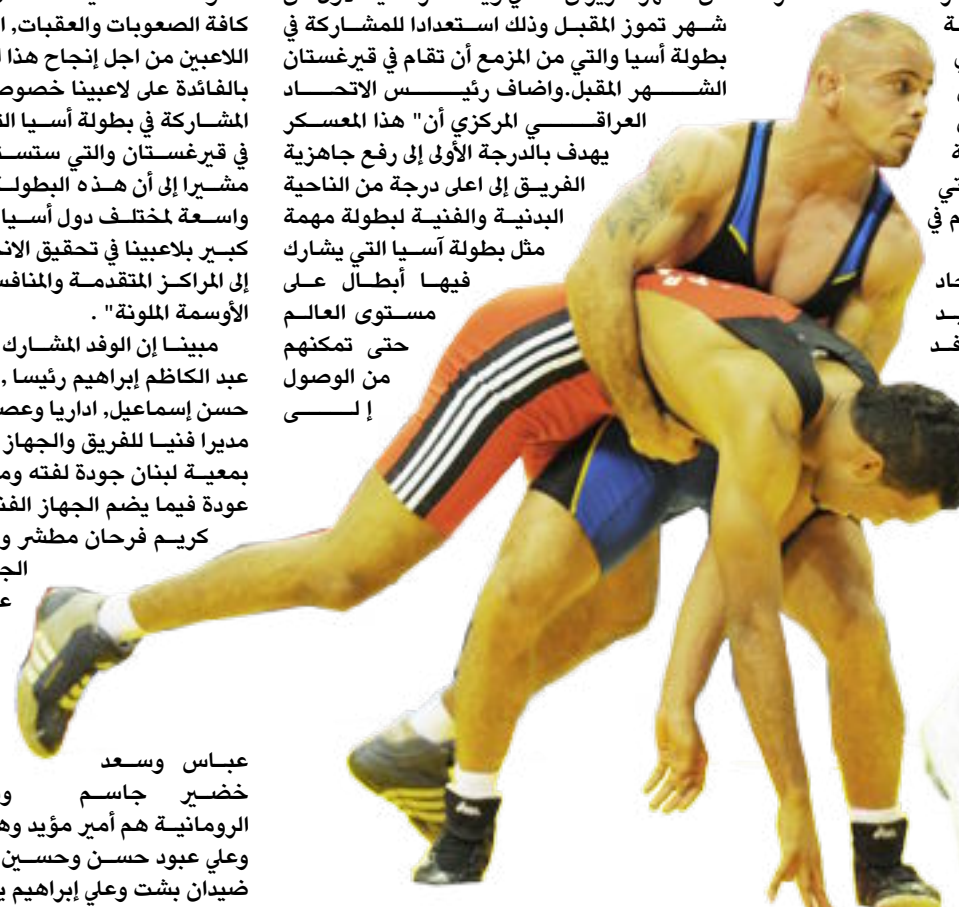 شهر تموز المقبل وذلك استعدادا للمشاركة في
بطولة أسيا والتي من المزمع أن تقام في قيرغستان
الشهر المقبل.واضاف رئيس الاتحاد
العراقي المركزي أن" هذا المعسكر
يهدف بالدرجة الأولى إلى رفع جاهزية
الفريق إلى اعلى درجة من الناحية
البدنية والفنية لبطولة مهمة
مثل بطولة آسيا التي يشارك
فيها أبطال على
مستوى العالم
حتى تمكنهم
من الوصول
إلى
كافة الصعوبات والعقبات,
اللاعبين من اجل إنجاح هذا
بالفائدة على لاعبينا خصوص
المشاركة في بطولة أسيا الت
في قيرغستان والتي ستست
مشيرا إلى أن هذه البطولة
واسعة لمختلف دول أسيا
كبير بلاعبينا في تحقيق الان
إلى المراكز المتقدمة والمنافس
الأوسمة الملونة" .
مبينا إن الوفد المشارك
عبد الكاظم إبراهيم رئيسا ,
حسن إسماعيل, اداريا وعص
مديرا فنيا للفريق والجهاز
بمعية لبنان جودة لفته وم
عودة فيما يضم الجهاز الفن
كريم فرحان مطشر و
الج
ع
عباس وسعد
خضير جاسم و
الرومانية هم أمير مؤيد وه
وعلي عبود حسن وحسين
ضيدان بشت وعلي إبراهيم ي